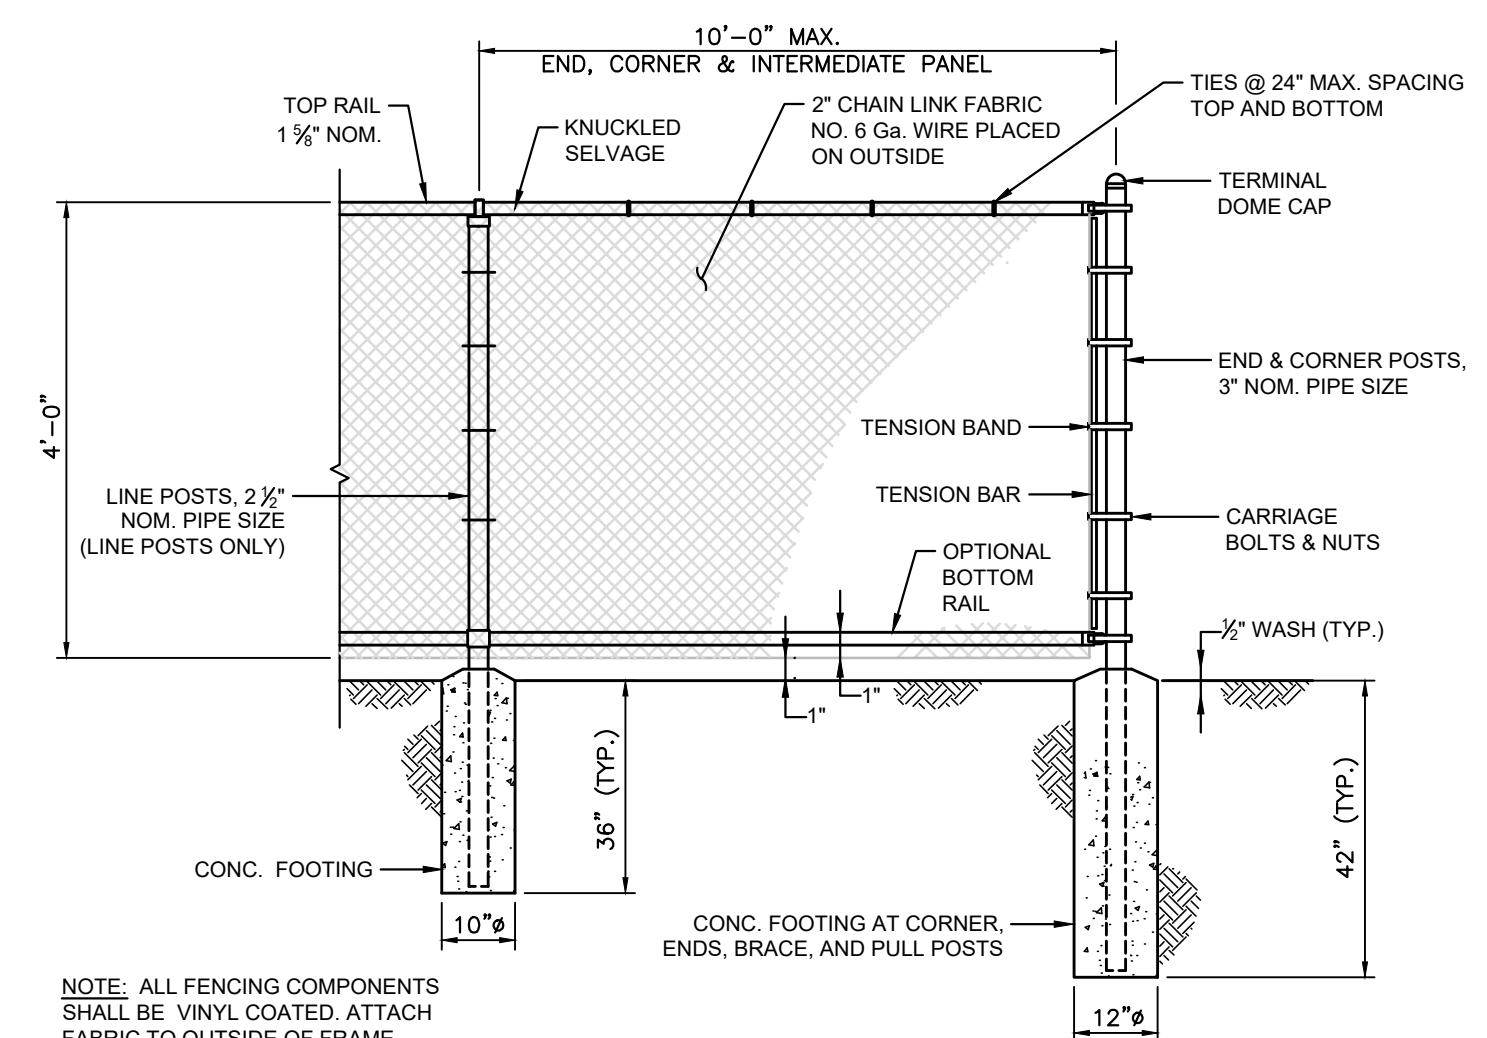 10'-0" MAX.
END, CORNER & INTERMEDIATE PANEL
TOP RAIL
1 5/8" NOM.
KNUCKLED
SELVAGE
2" CHAIN LINK FABRIC
NO. 6 Ga. WIRE PLACED
ON OUTSIDE
TIES @ 24" MAX. SPACING
TOP AND BOTTOM
TERMINAL
DOME CAP
4'-0"
END & CORNER POSTS,
3" NOM. PIPE SIZE
TENSION BAND
TENSION BAR
LINE POSTS, 2 1/2"
NOM. PIPE SIZE
(LINE POSTS ONLY)
CARRIAGE
BOLTS & NUTS
OPTIONAL
BOTTOM
RAIL
1/2" WASH (TYP.)
1"
1"
36" (TYP.)
42" (TYP.)
CONC. FOOTING
10"ø
CONC. FOOTING AT CORNER,
ENDS, BRACE, AND PULL POSTS
12"ø
NOTE: ALL FENCING COMPONENTS
SHALL BE VINYL COATED. ATTACH
FABRIC TO OUTSIDE OF FRAME